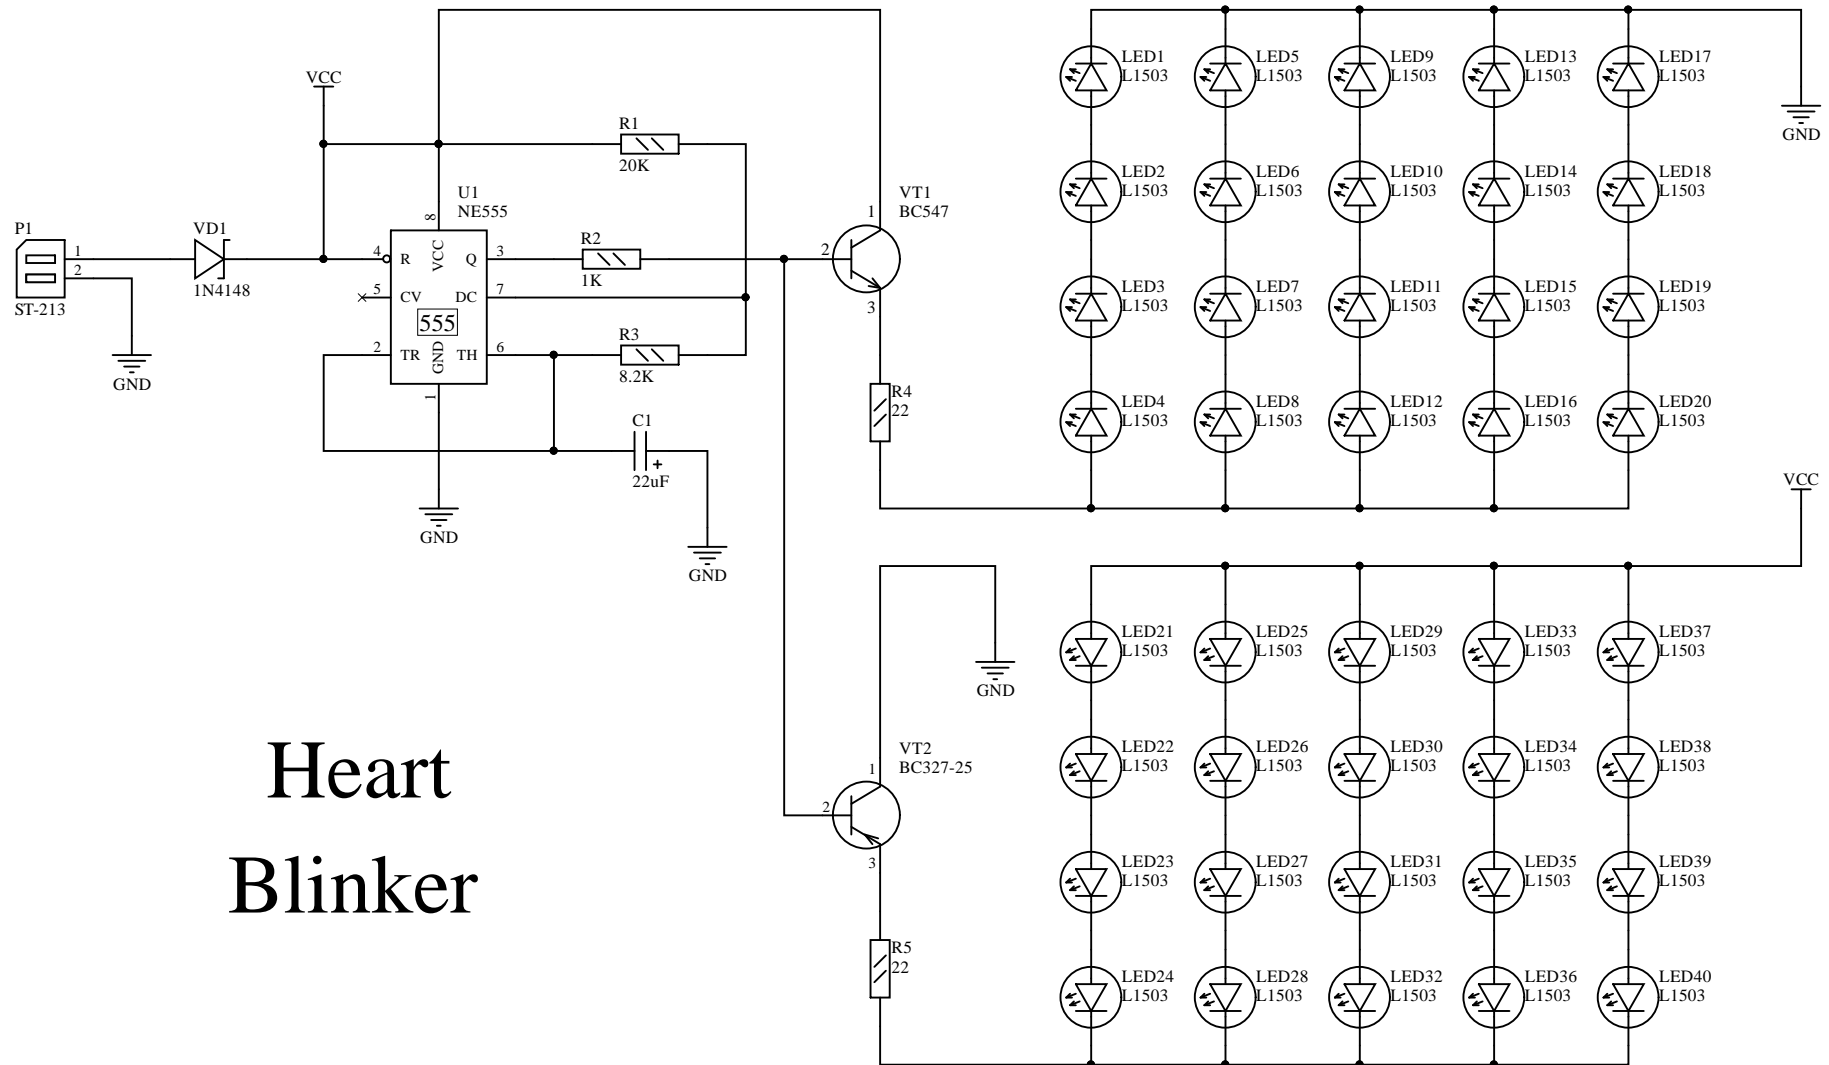 VCC
R1
20K
U1
NE555
8
P1
1
2
ST-213
VD1
1N4148
4
R
VCC
Q
3
5
CV
DC
7
555
2
TR
GND
TH
6
1
R2
1K
R3
8.2K
C1
+
22uF
GND
GND
GND
VT1
BC547
1
2
3
R4
22
LED1
L1503
LED5
L1503
LED9
L1503
LED13
L1503
LED17
L1503
GND
LED2
L1503
LED6
L1503
LED10
L1503
LED14
L1503
LED18
L1503
LED3
L1503
LED7
L1503
LED11
L1503
LED15
L1503
LED19
L1503
LED4
L1503
LED8
L1503
LED12
L1503
LED16
L1503
LED20
L1503
VCC
GND
VT2
BC327-25
1
2
3
R5
22
LED21
L1503
LED25
L1503
LED29
L1503
LED33
L1503
LED37
L1503
LED22
L1503
LED26
L1503
LED30
L1503
LED34
L1503
LED38
L1503
LED23
L1503
LED27
L1503
LED31
L1503
LED35
L1503
LED39
L1503
LED24
L1503
LED28
L1503
LED32
L1503
LED36
L1503
LED40
L1503
Heart
Blinker